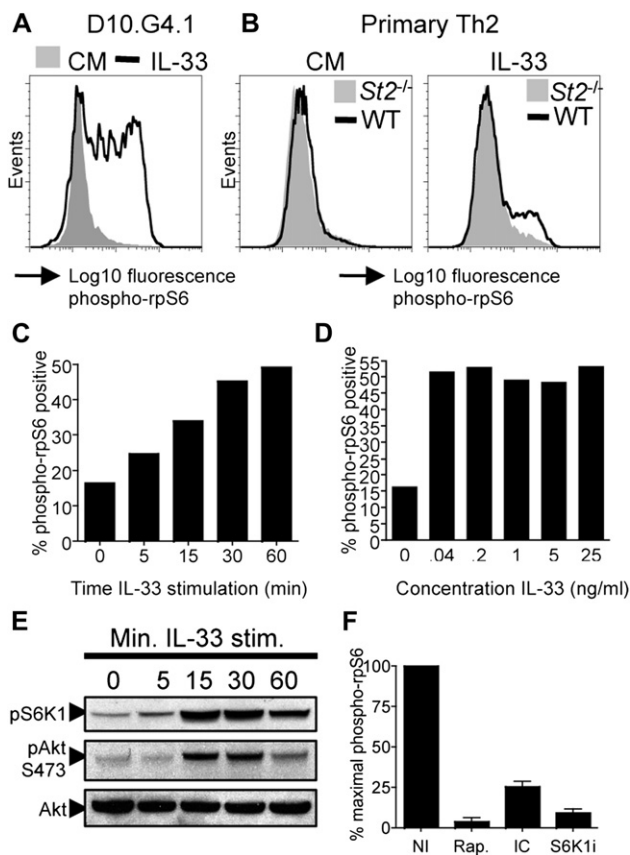 A D10.G4.1
CM IL-33
Events
Log10 fluorescence
phospho-rpS6
B Primary Th2
CM
St2-/-
WT
IL-33
St2-/-
WT
Events
Log10 fluorescence
phospho-rpS6
C
% phospho-rpS6 positive
50
40
30
20
10
0
0 5 15 30 60
Time IL-33 stimulation (min)
D
% phospho-rpS6 positive
55
50
45
40
35
30
25
20
15
10
5
0
0 .04 .2 1 5 25
Concentration IL-33 (ng/ml)
E
Min. IL-33 stim.
0 5 15 30 60
pS6K1
pAkt
S473
Akt
F
% maximal phospho-rpS6
100
75
50
25
0
NI Rap. IC S6K1i